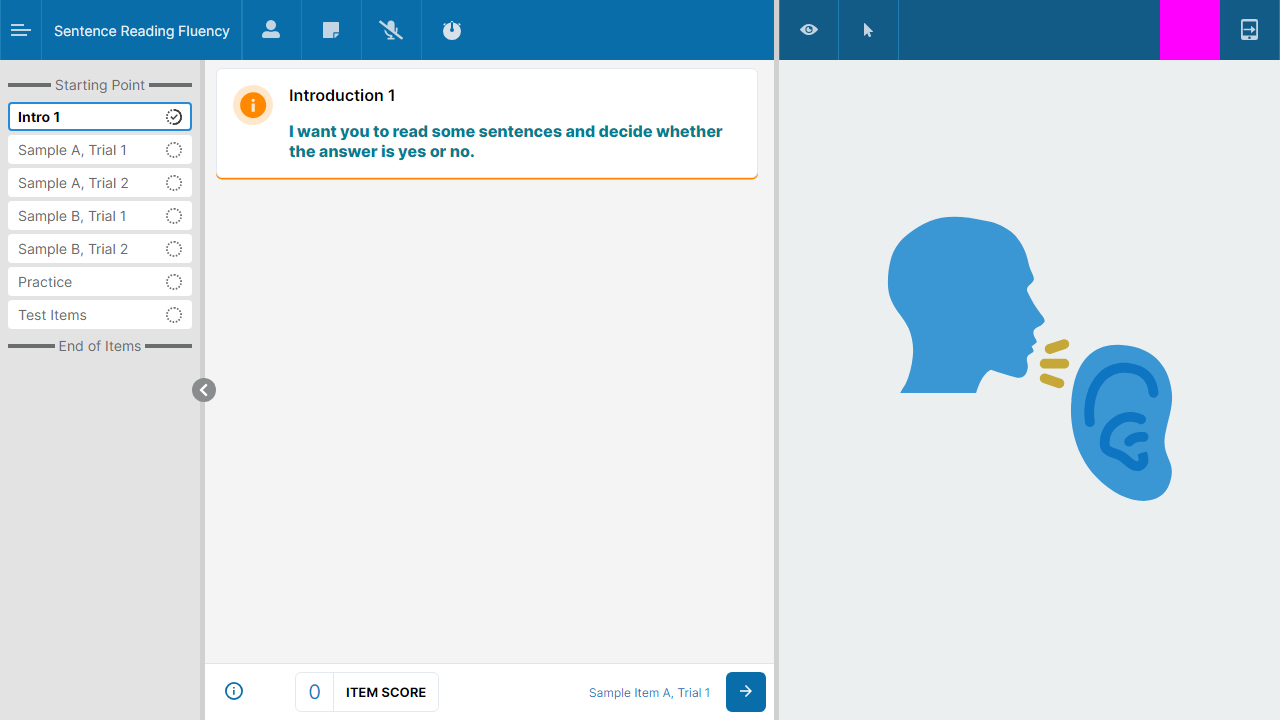 Sentence Reading Fluency
Starting Point
Intro 1
Sample A, Trial 1
Sample A, Trial 2
Sample B, Trial 1
Sample B, Trial 2
Practice
Test Items
End of Items
Introduction 1
I want you to read some sentences and decide whether
the answer is yes or no.
0 ITEM SCORE
Sample Item A, Trial 1